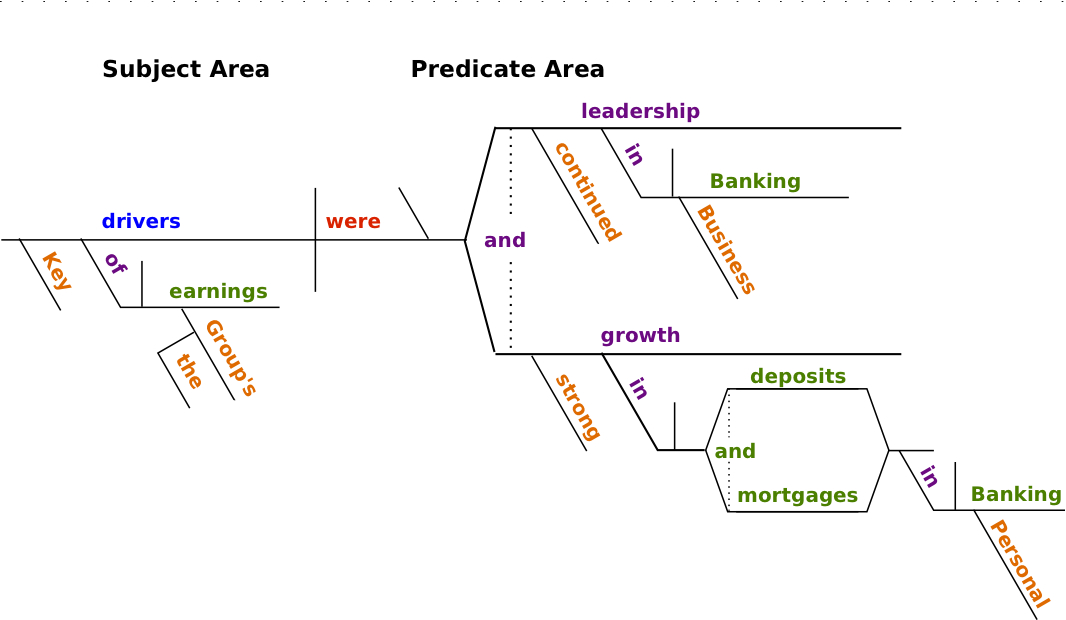 Subject Area
Predicate Area
leadership
continued
in
Banking
Business
drivers
were
and
Key
of
earnings
Group's
the
growth
strong
in
deposits
and
mortgages
in
Banking
Personal